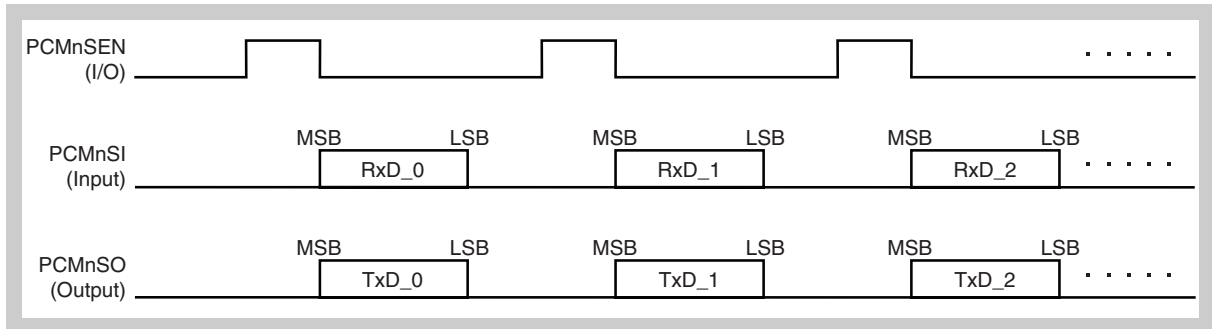 PCMnSEN
(I/O)
. . . . .
MSB LSB MSB LSB MSB LSB
PCMnSI
(Input)
RxD_0 RxD_1 RxD_2 . . . . .
MSB LSB MSB LSB MSB LSB
PCMnSO
(Output)
TxD_0 TxD_1 TxD_2 . . . . .